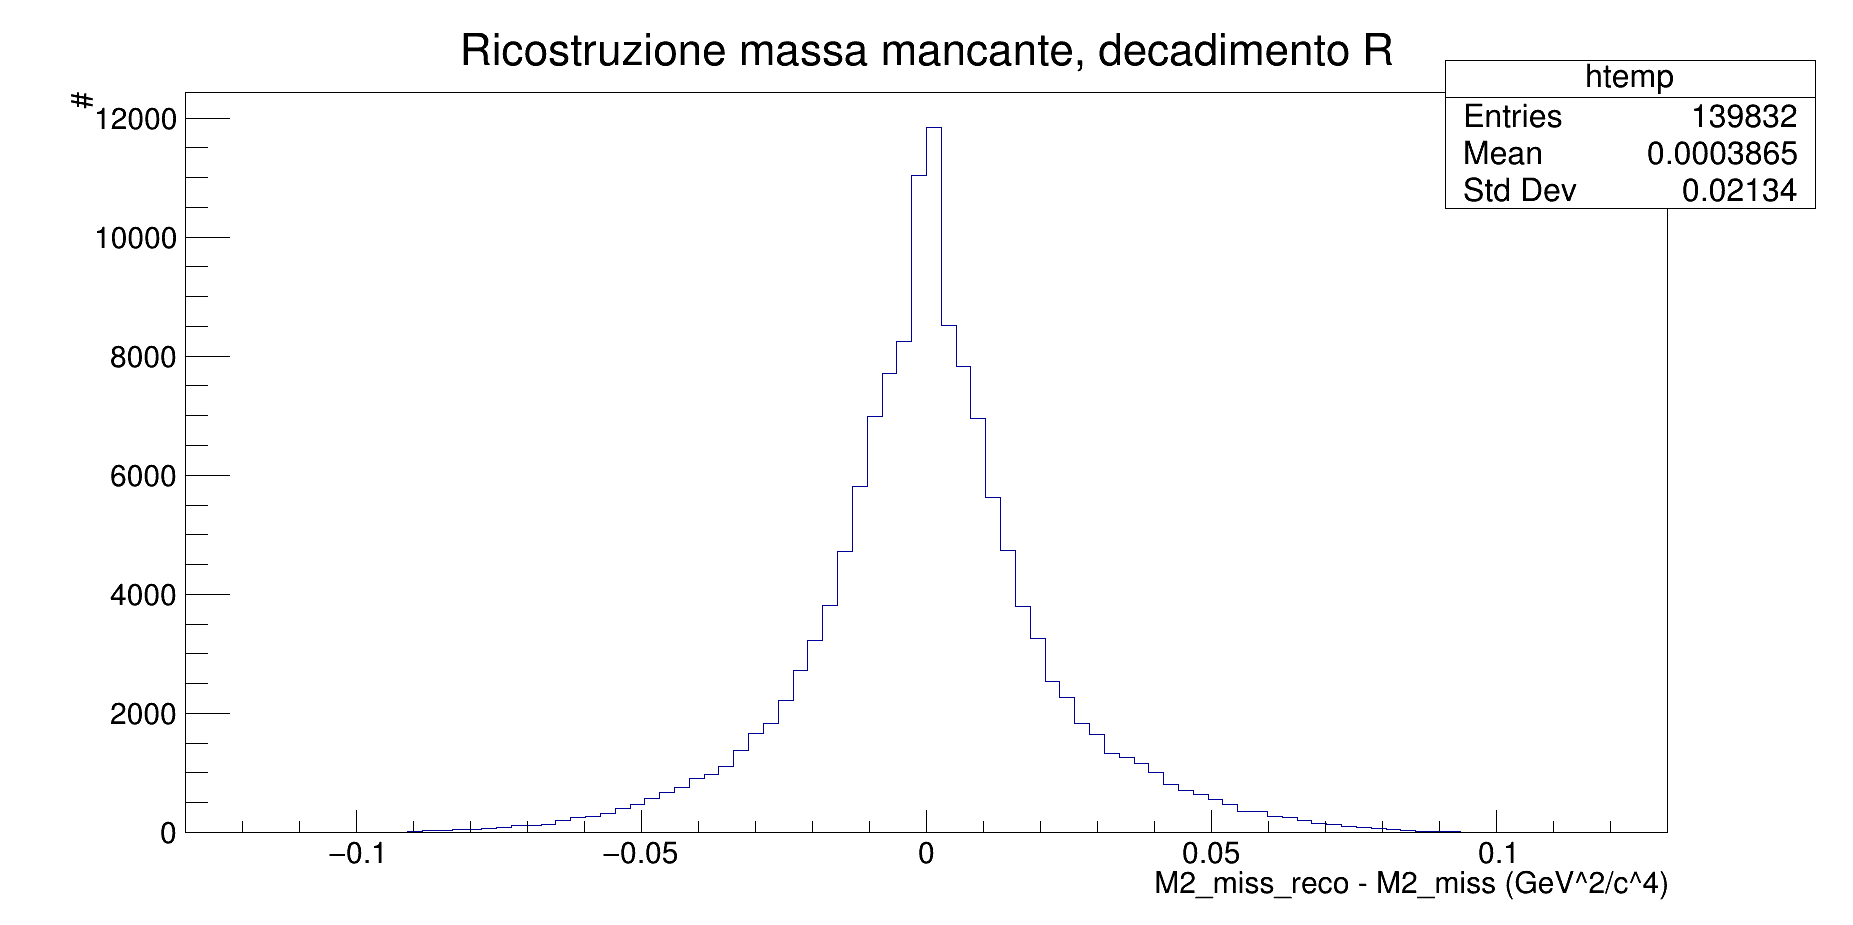 Ricostruzione massa mancante, decadimento R
htemp
Entries 139832
Mean 0.0003865
Std Dev 0.02134
#
12000
10000
8000
6000
4000
2000
0
−0.1 −0.05 0 0.05 0.1
M2_miss_reco - M2_miss (GeV^2/c^4)